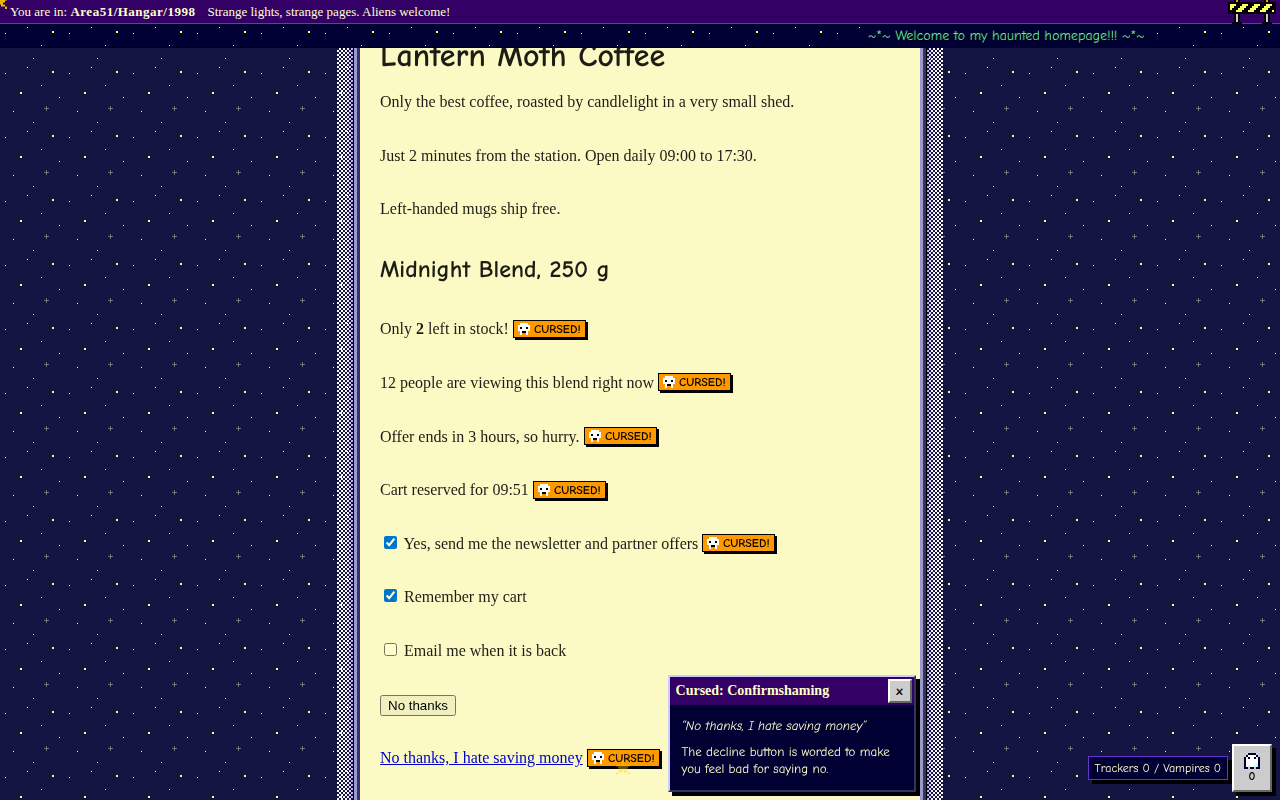 You are in: Area51/Hangar/1998 Strange lights, strange pages. Aliens welcome!
~*~ Welcome to my haunted homepage!!! ~*~
Lantern Moth Coffee
Only the best coffee, roasted by candlelight in a very small shed.
Just 2 minutes from the station. Open daily 09:00 to 17:30.
Left-handed mugs ship free.
Midnight Blend, 250 g
Only 2 left in stock! CURSED!
12 people are viewing this blend right now CURSED!
Offer ends in 3 hours, so hurry. CURSED!
Cart reserved for 09:51 CURSED!
Yes, send me the newsletter and partner offers CURSED!
Remember my cart
Email me when it is back
No thanks
No thanks, I hate saving money CURSED!
Cursed: Confirmshaming ×
“No thanks, I hate saving money”
The decline button is worded to make
you feel bad for saying no.
Trackers 0 / Vampires 0
0